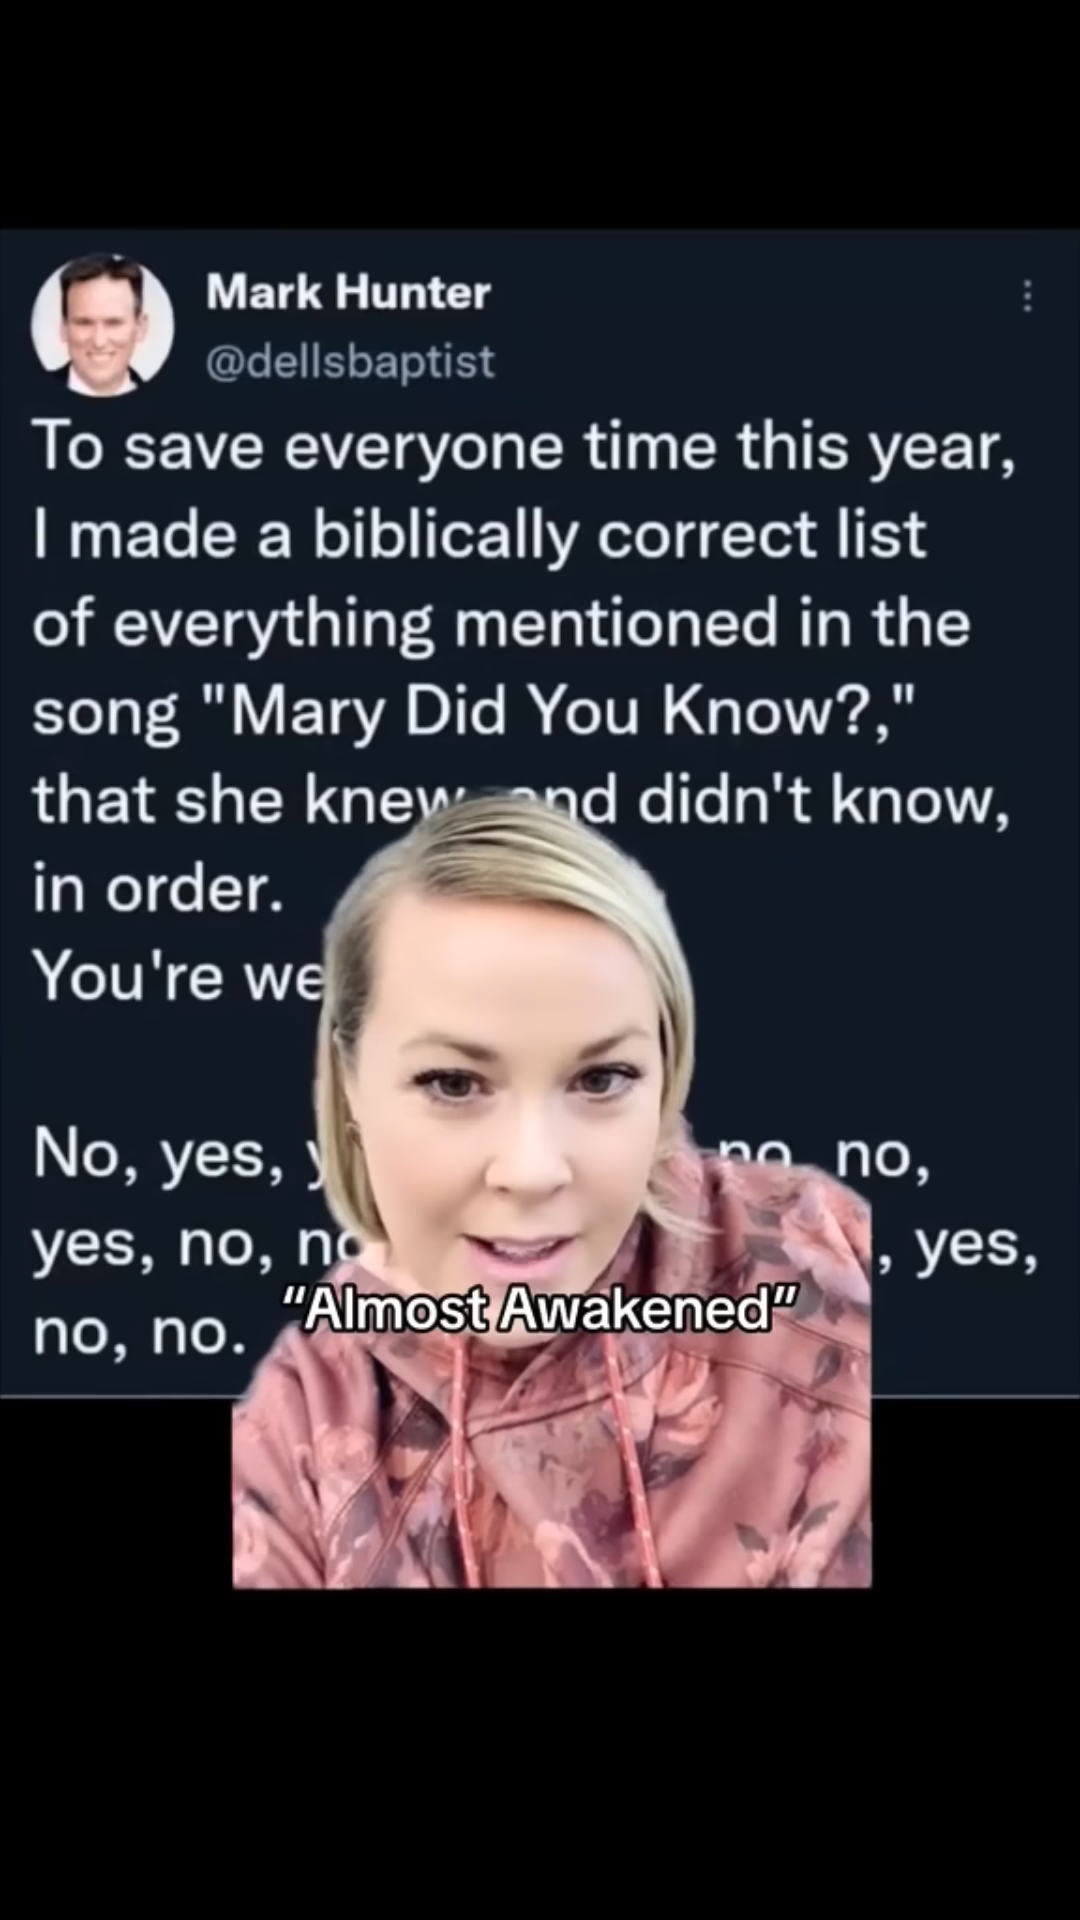 Mark Hunter
@dellsbaptist
To save everyone time this year,
I made a biblically correct list
of everything mentioned in the
song "Mary Did You Know?,"
that she knew and didn't know,
in order.
You're
No, yes, no, no,
yes, no, , yes,
no, no.
“Almost Awakened”